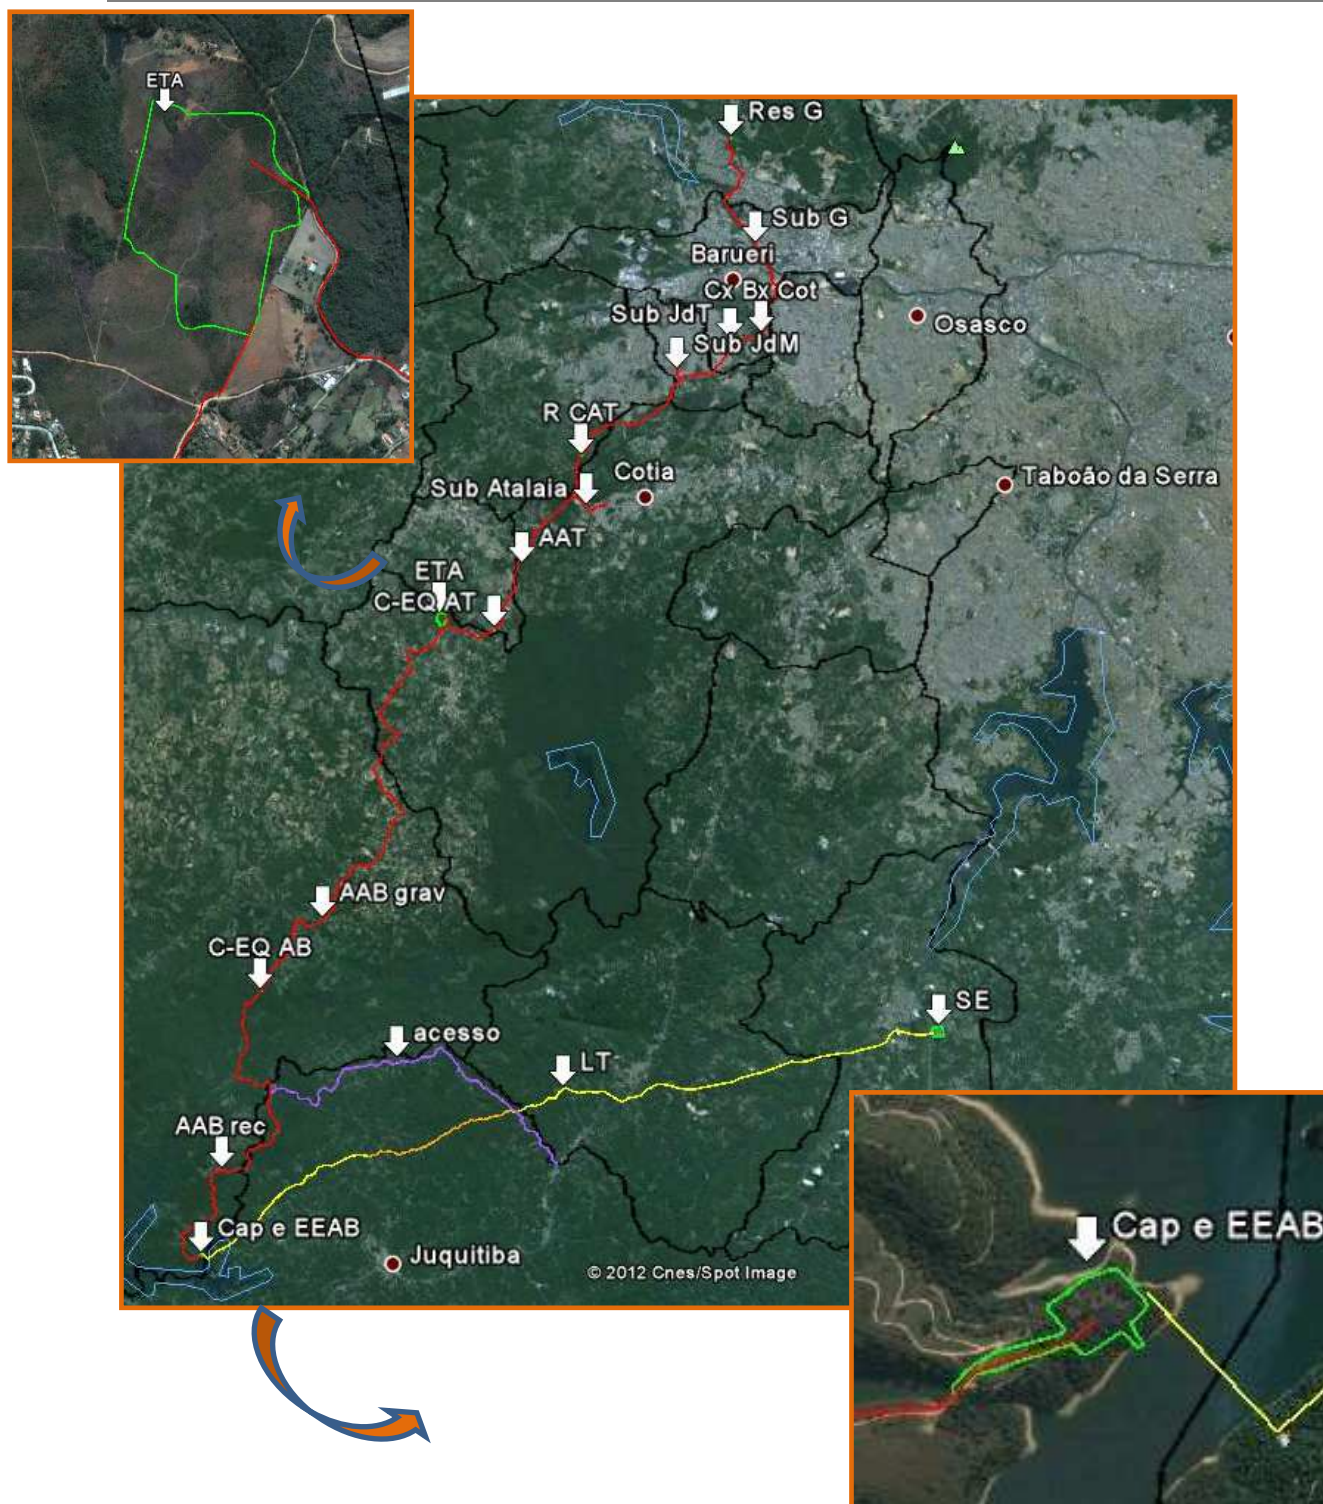 ETA
Res G
Sub G
Barueri
Cx Bx Cot
Sub JdT
Osasco
Sub JdM
R CAT
Cotia
Taboão da Serra
Sub Atalaia
AAT
ETA
C-EQ AT
AAB grav
C-EQ AB
SE
acesso
LT
AAB rec
Cap e EEAB
Juquitiba
© 2012 Cnes/Spot Image
Cap e EEAB